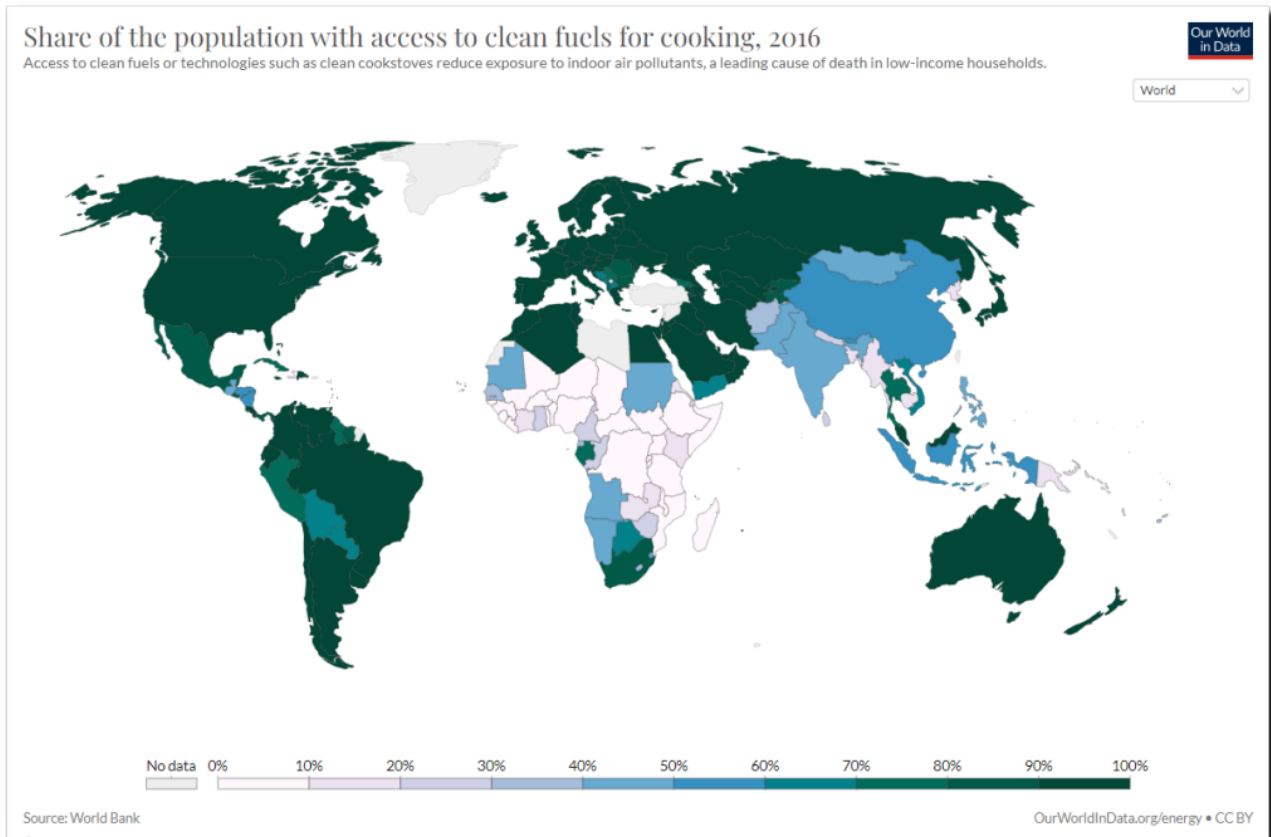 Share of the population with access to clean fuels for cooking, 2016
Our World
in Data
Access to clean fuels or technologies such as clean cookstoves reduce exposure to indoor air pollutants, a leading cause of death in low-income households.
World
No data 0% 10% 20% 30% 40% 50% 60% 70% 80% 90% 100%
Source: World Bank
OurWorldInData.org/energy • CC BY